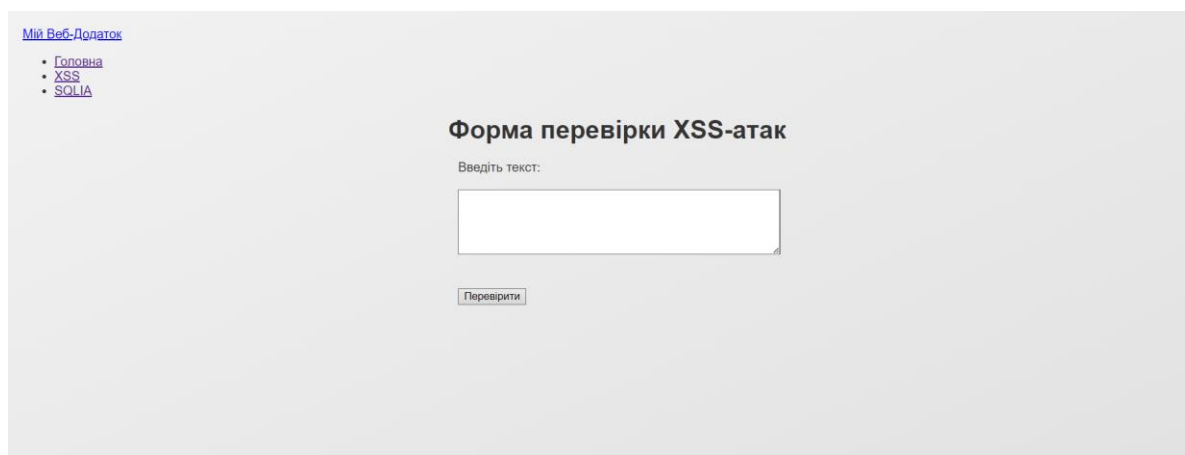 Мій Веб-Додаток
Головна
XSS
SQLIA
Форма перевірки XSS-атак
Введіть текст:
Перевірити